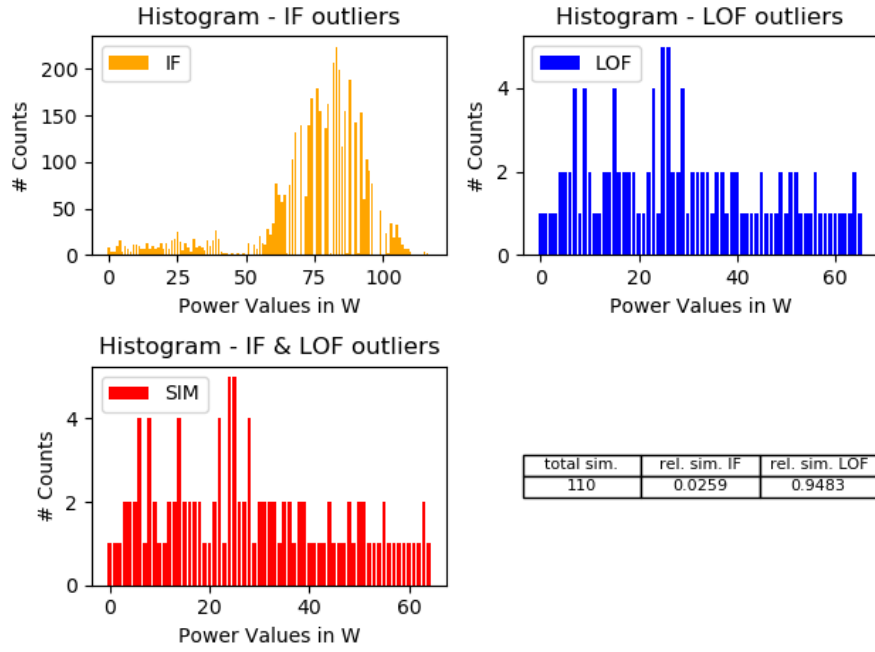 Histogram - IF outliers
IF
# Counts
200
150
100
50
0
0 25 50 75 100
Power Values in W
Histogram - LOF outliers
LOF
# Counts
4
2
0
0 20 40 60
Power Values in W
Histogram - IF & LOF outliers
SIM
# Counts
4
2
0
0 20 40 60
Power Values in W
total sim. rel. sim. IF rel. sim. LOF
110 0.0259 0.9483